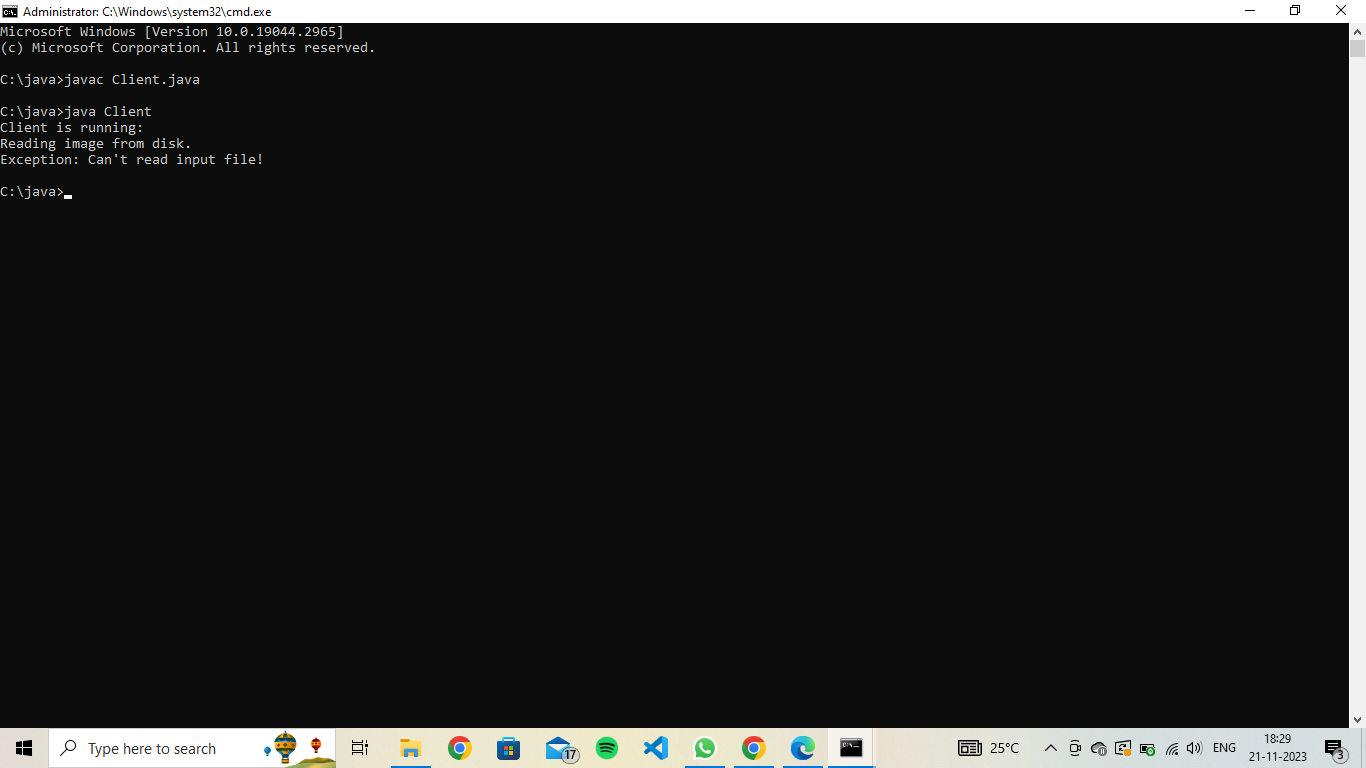 Administrator: C:\Windows\system32\cmd.exe
Microsoft Windows [Version 10.0.19044.2965]
(c) Microsoft Corporation. All rights reserved.
C:\java>javac Client.java
C:\java>java Client
Client is running:
Reading image from disk.
Exception: Can't read input file!
C:\java>
Type here to search
17
25°C
ENG
18:29
21-11-2023
3